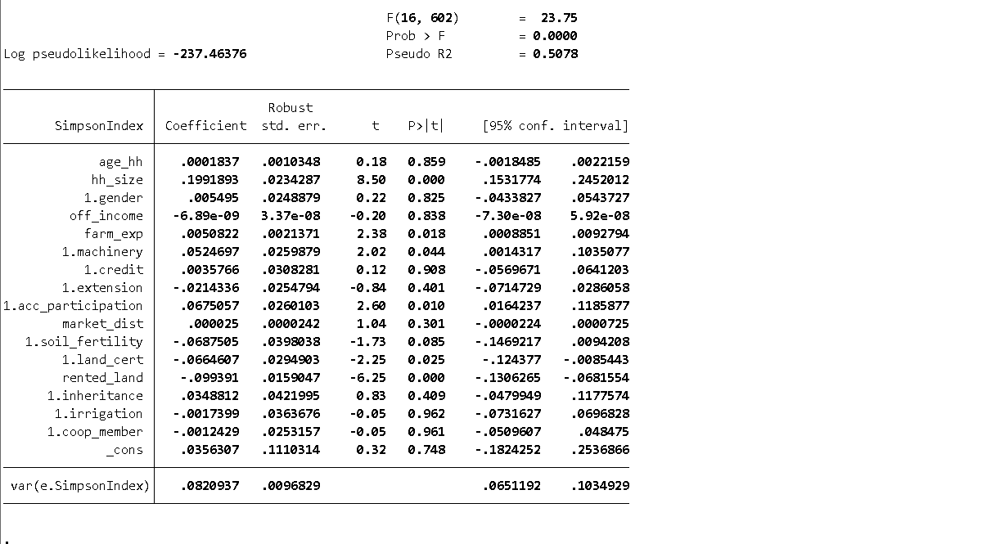 F(16, 602) = 23.75
Prob > F = 0.0000
Log pseudolikelihood = -237.46376 Pseudo R2 = 0.5078
Robust
SimpsonIndex Coefficient std. err. t P>|t| [95% conf. interval]
age_hh .0001837 .0010348 0.18 0.859 -.0018485 .0022159
hh_size .1991893 .0234287 8.50 0.000 .1531774 .2452012
1.gender .005495 .0248879 0.22 0.825 -.0433827 .0543727
off_income -6.89e-09 3.37e-08 -0.20 0.838 -7.30e-08 5.92e-08
farm_exp .0050822 .0021371 2.38 0.018 .0008851 .0092794
1.machinery .0524697 .0259879 2.02 0.044 .0014317 .1035077
1.credit .0035766 .0308281 0.12 0.908 -.0569671 .0641203
1.extension -.0214336 .0254794 -0.84 0.401 -.0714729 .0286058
1.acc_participation .0675057 .0260103 2.60 0.010 .0164237 .1185877
market_dist .000025 .0000242 1.04 0.301 -.0000224 .0000725
1.soil_fertility -.0687505 .0398038 -1.73 0.085 -.1469217 .0094208
1.land_cert -.0664607 .0294903 -2.25 0.025 -.124377 -.0085443
rented_land -.099391 .0159047 -6.25 0.000 -.1306265 -.0681554
1.inheritance .0348812 .0421995 0.83 0.409 -.0479949 .1177574
1.irrigation -.0017399 .0363676 -0.05 0.962 -.0731627 .0696828
1.coop_member -.0012429 .0253157 -0.05 0.961 -.0509607 .048475
_cons .0356307 .1110314 0.32 0.748 -.1824252 .2536866
var(e.SimpsonIndex) .0820937 .0096829 .0651192 .1034929
.